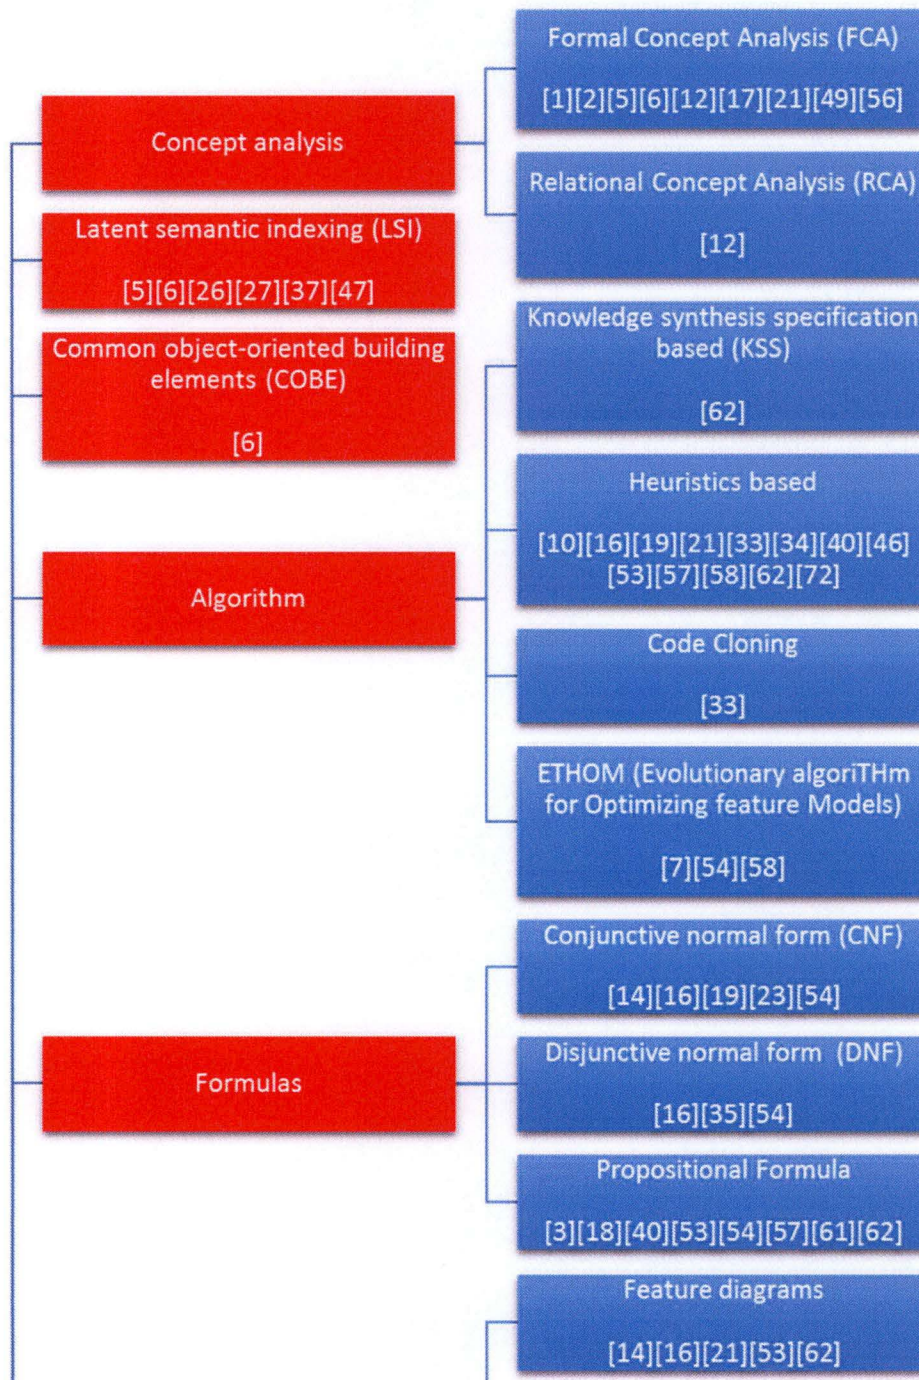 Concept analysis
Formal Concept Analysis (FCA)
[1][2][5][6][12][17][21][49][56]
Relational Concept Analysis (RCA)
[12]
Latent semantic indexing (LSI)
[5][6][26][27][37][47]
Common object-oriented building
elements (COBE)
[6]
Algorithm
Knowledge synthesis specification
based (KSS)
[62]
Heuristics based
[10][16][19][21][33][34][40][46]
[53][57][58][62][72]
Code Cloning
[33]
ETHOM (Evolutionary algoriTHm
for Optimizing feature Models)
[7][54][58]
Formulas
Conjunctive normal form (CNF)
[14][16][19][23][54]
Disjunctive normal form (DNF)
[16][35][54]
Propositional Formula
[3][18][40][53][54][57][61][62]
Feature diagrams
[14][16][21][53][62]